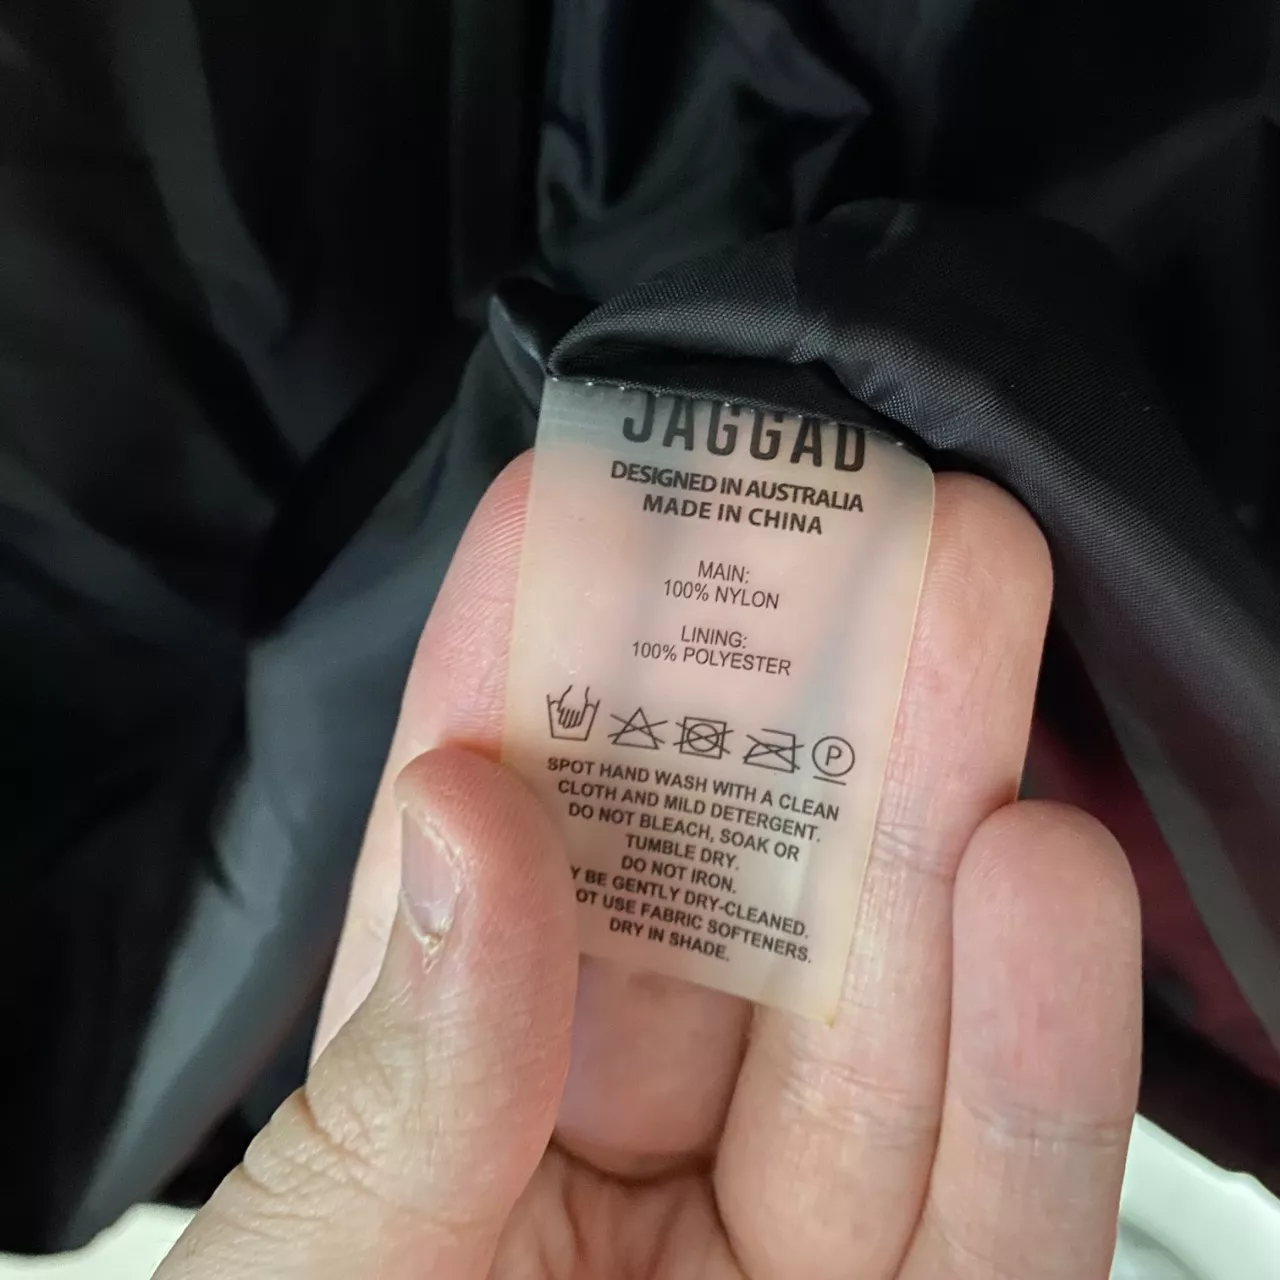 JAGGAD
DESIGNED IN AUSTRALIA
MADE IN CHINA
MAIN:
100% NYLON
LINING:
100% POLYESTER
P
SPOT HAND WASH WITH A CLEAN
CLOTH AND MILD DETERGENT.
DO NOT BLEACH, SOAK OR
TUMBLE DRY.
DO NOT IRON.
Y BE GENTLY DRY-CLEANED.
OT USE FABRIC SOFTENERS.
DRY IN SHADE.